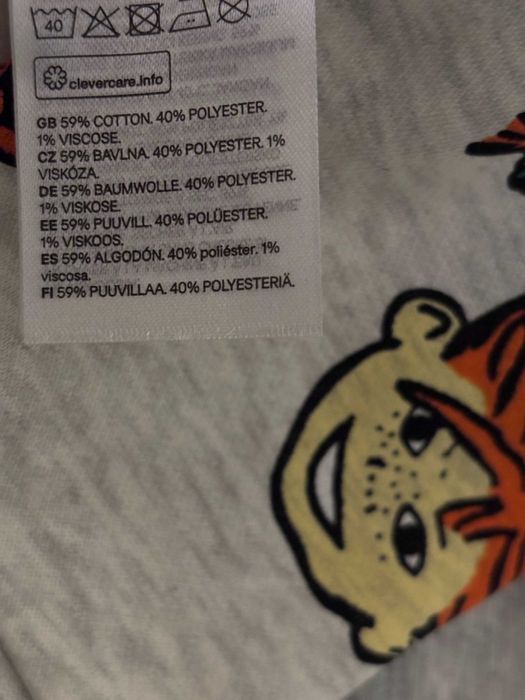 40
clevercare.info
GB 59% COTTON. 40% POLYESTER.
1% VISCOSE.
CZ 59% BAVLNA. 40% POLYESTER. 1%
VISKÓZA.
DE 59% BAUMWOLLE. 40% POLYESTER.
1% VISKOSE.
EE 59% PUUVILL. 40% POLÜESTER.
1% VISKOOS.
ES 59% ALGODÓN. 40% poliéster. 1%
viscosa.
FI 59% PUUVILLAA. 40% POLYESTERIÄ.